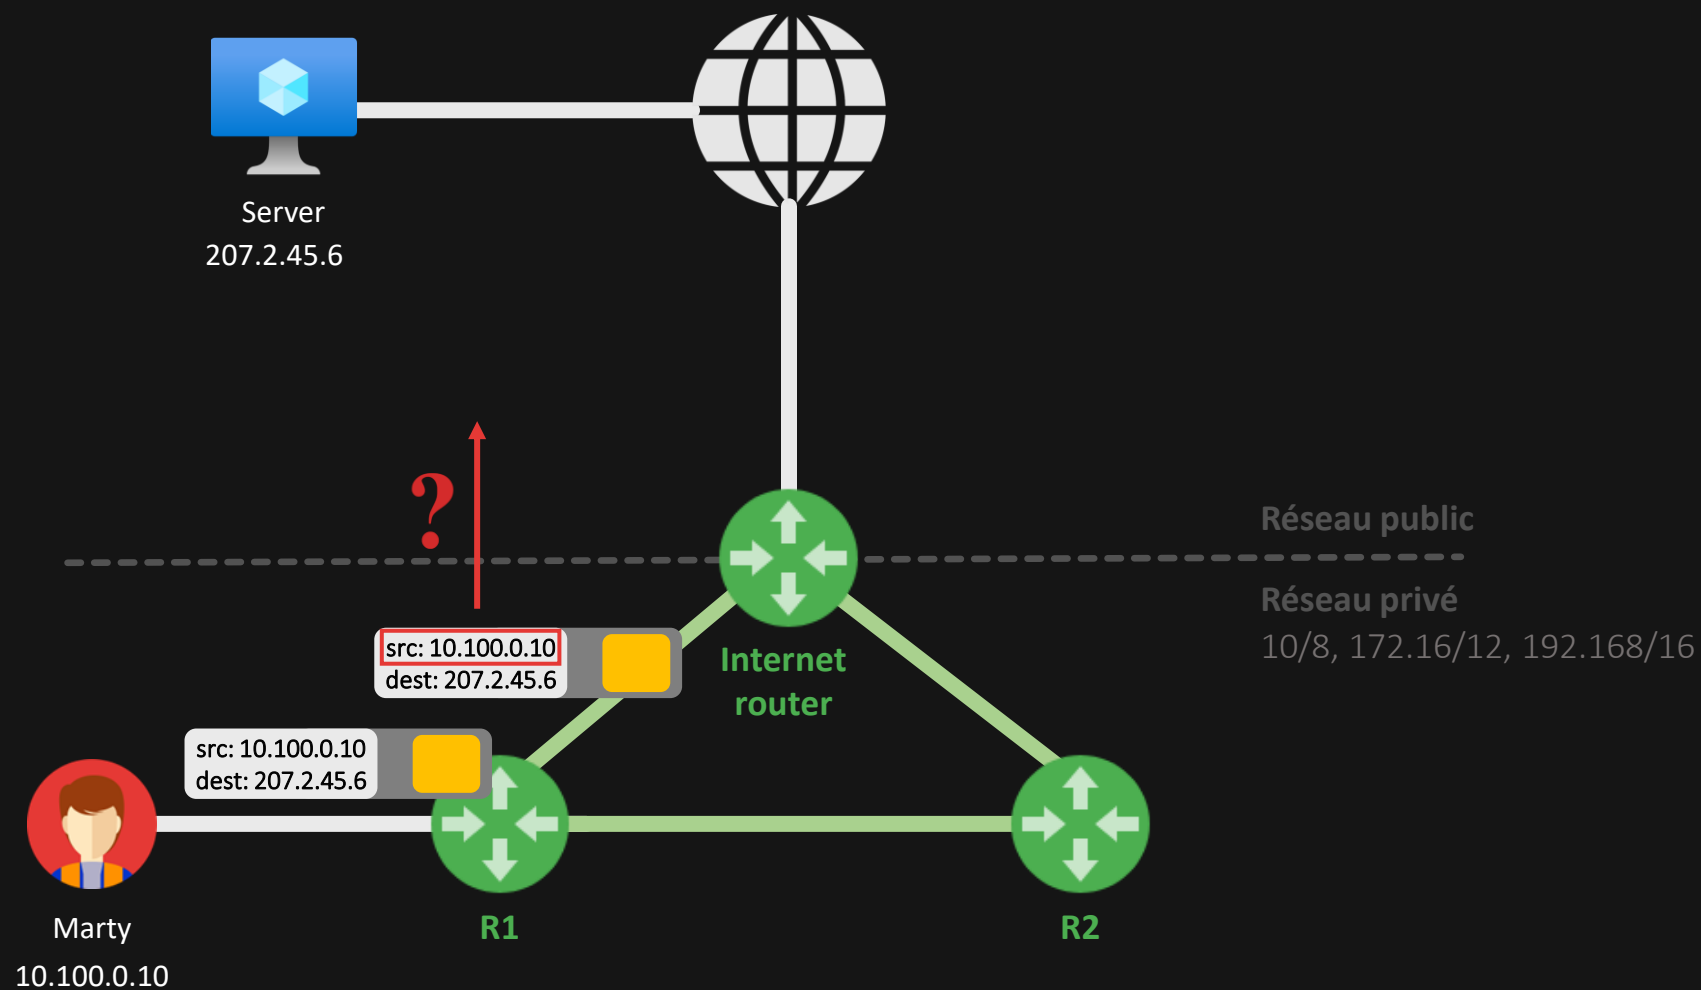 Server
207.2.45.6
?
Réseau public
Réseau privé
10/8, 172.16/12, 192.168/16
src: 10.100.0.10
dest: 207.2.45.6
Internet
router
src: 10.100.0.10
dest: 207.2.45.6
Marty
10.100.0.10
R1
R2